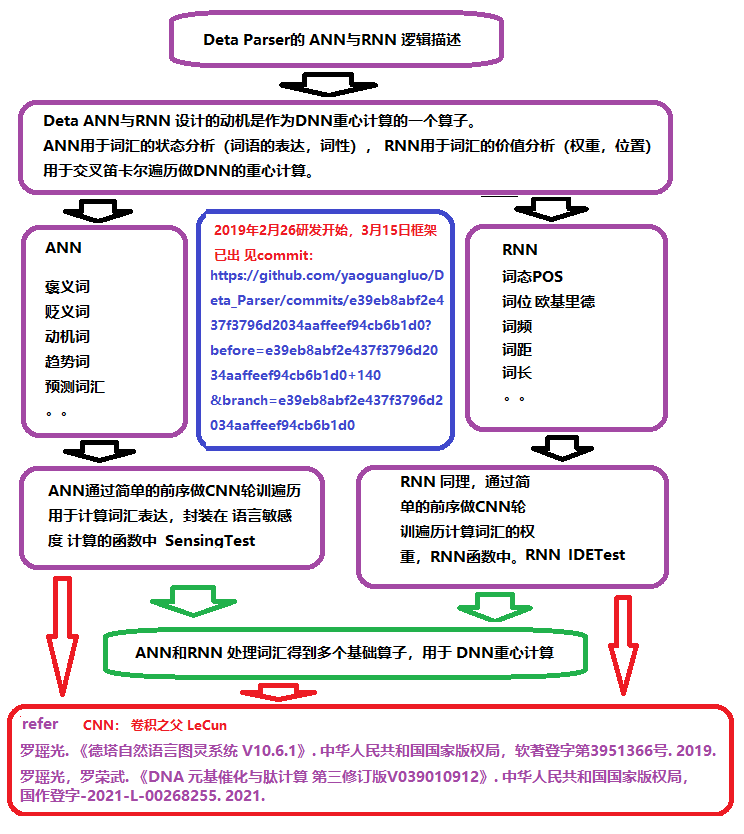 Deta Parser的 ANN与RNN 逻辑描述
Deta ANN与RNN 设计的动机是作为DNN重心计算的一个算子。
ANN用于词汇的状态分析（词语的表达，词性），RNN用于词汇的价值分析（权重，位置）
用于交叉笛卡尔遍历做DNN的重心计算。
ANN
褒义词
贬义词
动机词
趋势词
预测词汇
。。
2019年2月26研发开始，3月15日框架
已出 见commit：
https://github.com/yaoguangluo/D
eta_Parser/commits/e39eb8abf2e4
37f3796d2034aaffeef94cb6b1d0?
before=e39eb8abf2e437f3796d20
34aaffeef94cb6b1d0+140
&branch=e39eb8abf2e437f3796d2
034aaffeef94cb6b1d0
RNN
词态POS
词位 欧基里德
词频
词距
词长
。。
ANN通过简单的前序做CNN轮训遍历
用于计算词汇表达，封装在 语言敏感
度 计算的函数中 SensingTest
RNN 同理，通过简
单的前序做CNN轮
训遍历计算词汇的权
重，RNN函数中。RNN IDETest
ANN和RNN 处理词汇得到多个基础算子，用于 DNN重心计算
refer CNN： 卷积之父 LeCun
罗瑶光. 《德塔自然语言图灵系统 V10.6.1》. 中华人民共和国国家版权局，软著登字第3951366号. 2019.
罗瑶光，罗荣武. 《DNA 元基催化与肽计算 第三修订版V039010912》. 中华人民共和国国家版权局，
国作登字-2021-L-00268255. 2021.